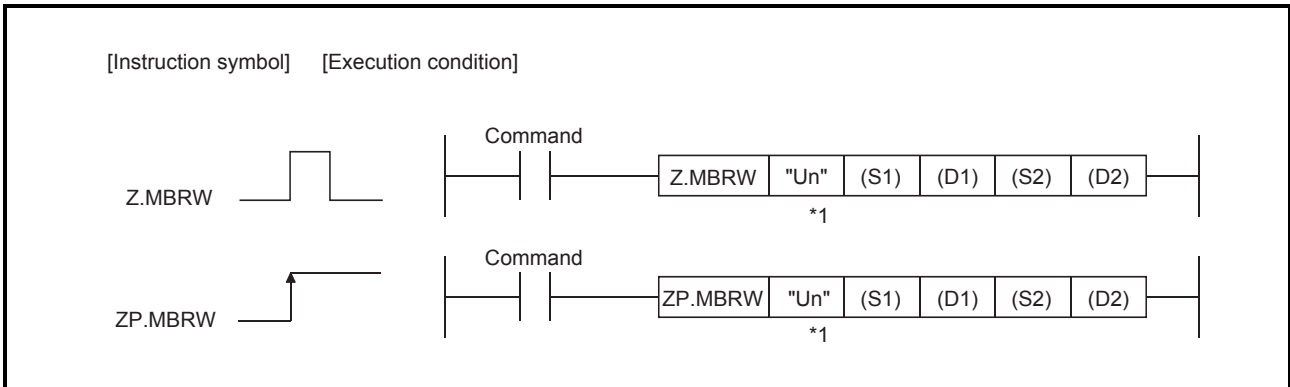 [Instruction symbol] [Execution condition]
Command
Z.MBRW
Z.MBRW "Un" (S1) (D1) (S2) (D2)
*1
Command
ZP.MBRW
ZP.MBRW "Un" (S1) (D1) (S2) (D2)
*1